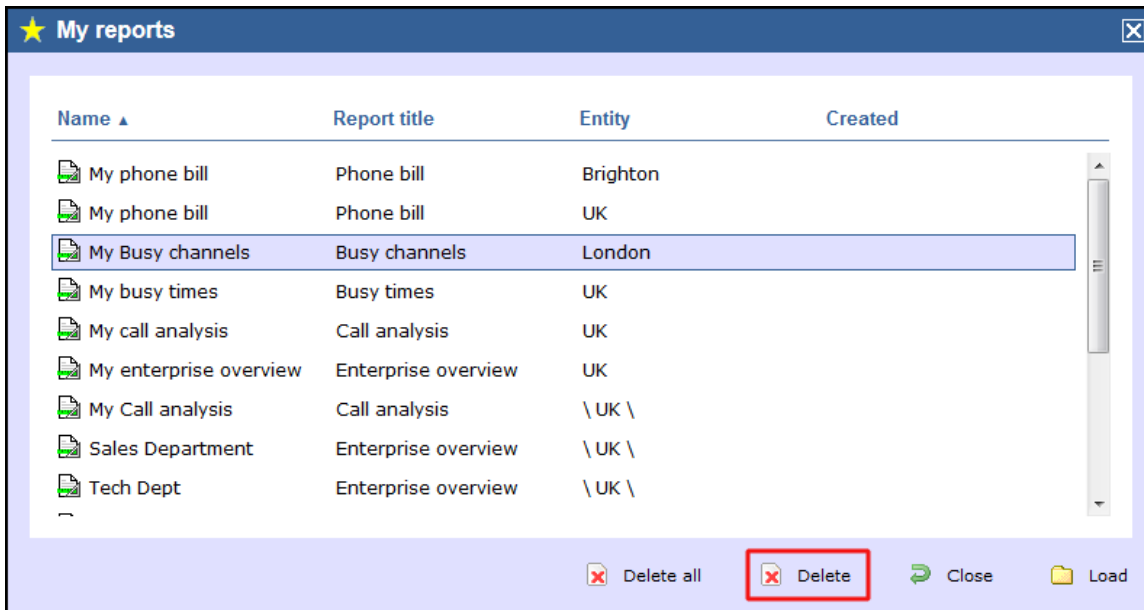 My reports
Name ▲ Report title Entity Created
My phone bill Phone bill Brighton
My phone bill Phone bill UK
My Busy channels Busy channels London
My busy times Busy times UK
My call analysis Call analysis UK
My enterprise overview Enterprise overview UK
My Call analysis Call analysis \ UK \
Sales Department Enterprise overview \ UK \
Tech Dept Enterprise overview \ UK \
Delete all Delete Close Load